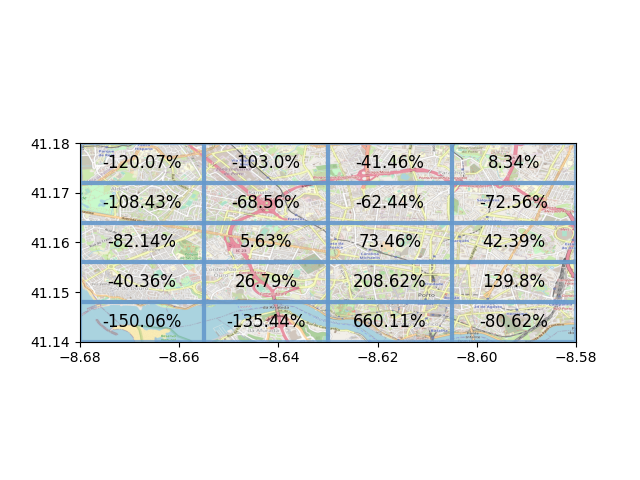 41.18
-120.07% -103.0% -41.46% 8.34%
41.17
-108.43% -68.56% -62.44% -72.56%
41.16
-82.14% 5.63% 73.46% 42.39%
41.15
-40.36% 26.79% 208.62% 139.8%
Porto
-150.06% -135.44% 660.11% -80.62%
41.14
−8.68 −8.66 −8.64 −8.62 −8.60 −8.58